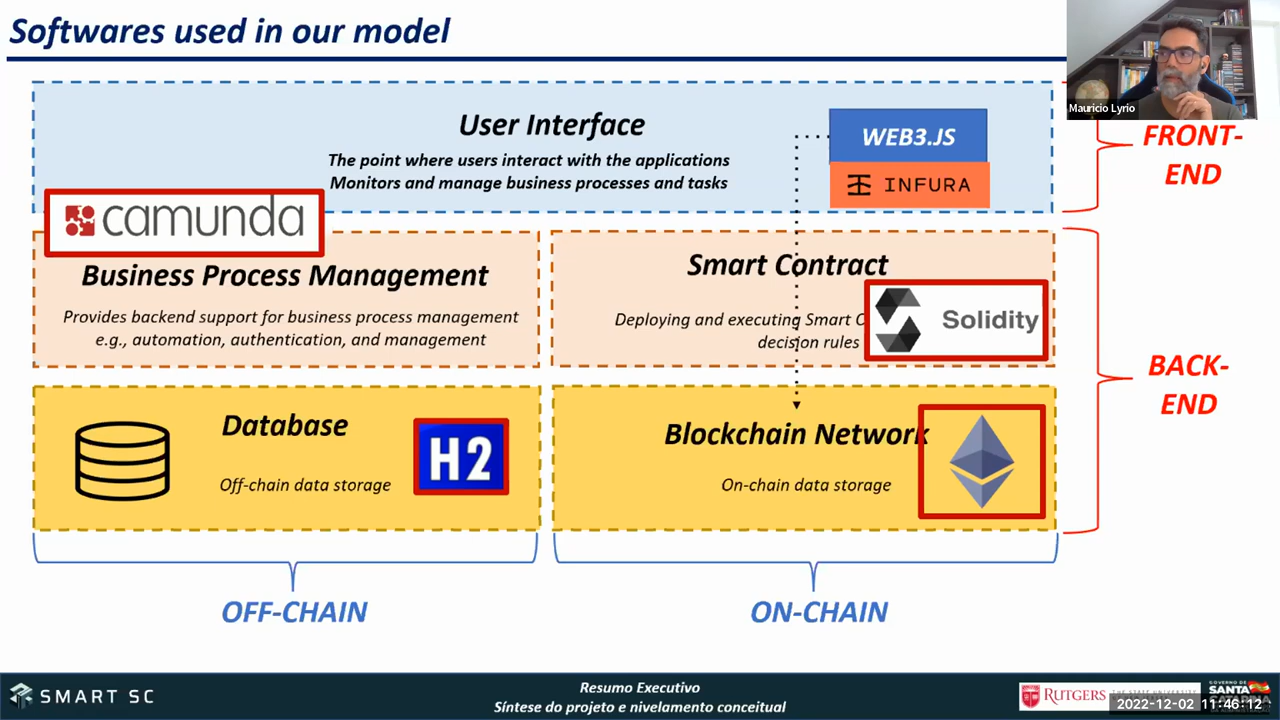 Softwares used in our model
Mauricio Lyrio
User Interface
The point where users interact with the applications
Monitors and manage business processes and tasks
WEB3.JS
INFURA
FRONT-
END
camunda
Business Process Management
Provides backend support for business process management
e.g., automation, authentication, and management
Smart Contract
Deploying and executing Smart
decision rules
Solidity
BACK-
END
Database
Off-chain data storage
H2
Blockchain Network
On-chain data storage
OFF-CHAIN
ON-CHAIN
SMART SC
Resumo Executivo
Síntese do projeto e nivelamento conceitual
RUTGERS
GOVERNO DE
SANTA
CATARINA
2022-12-02 11:46:12